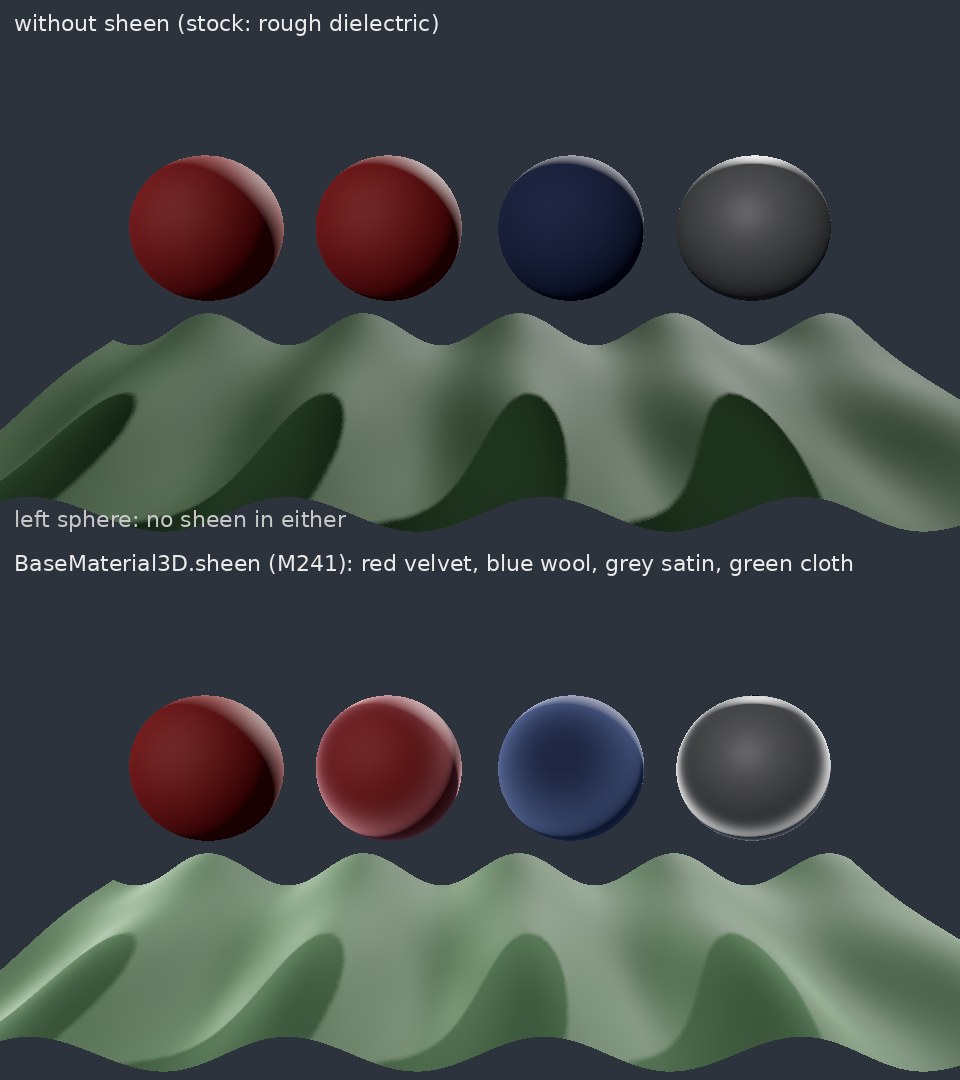 without sheen (stock: rough dielectric)
left sphere: no sheen in either
BaseMaterial3D.sheen (M241): red velvet, blue wool, grey satin, green cloth